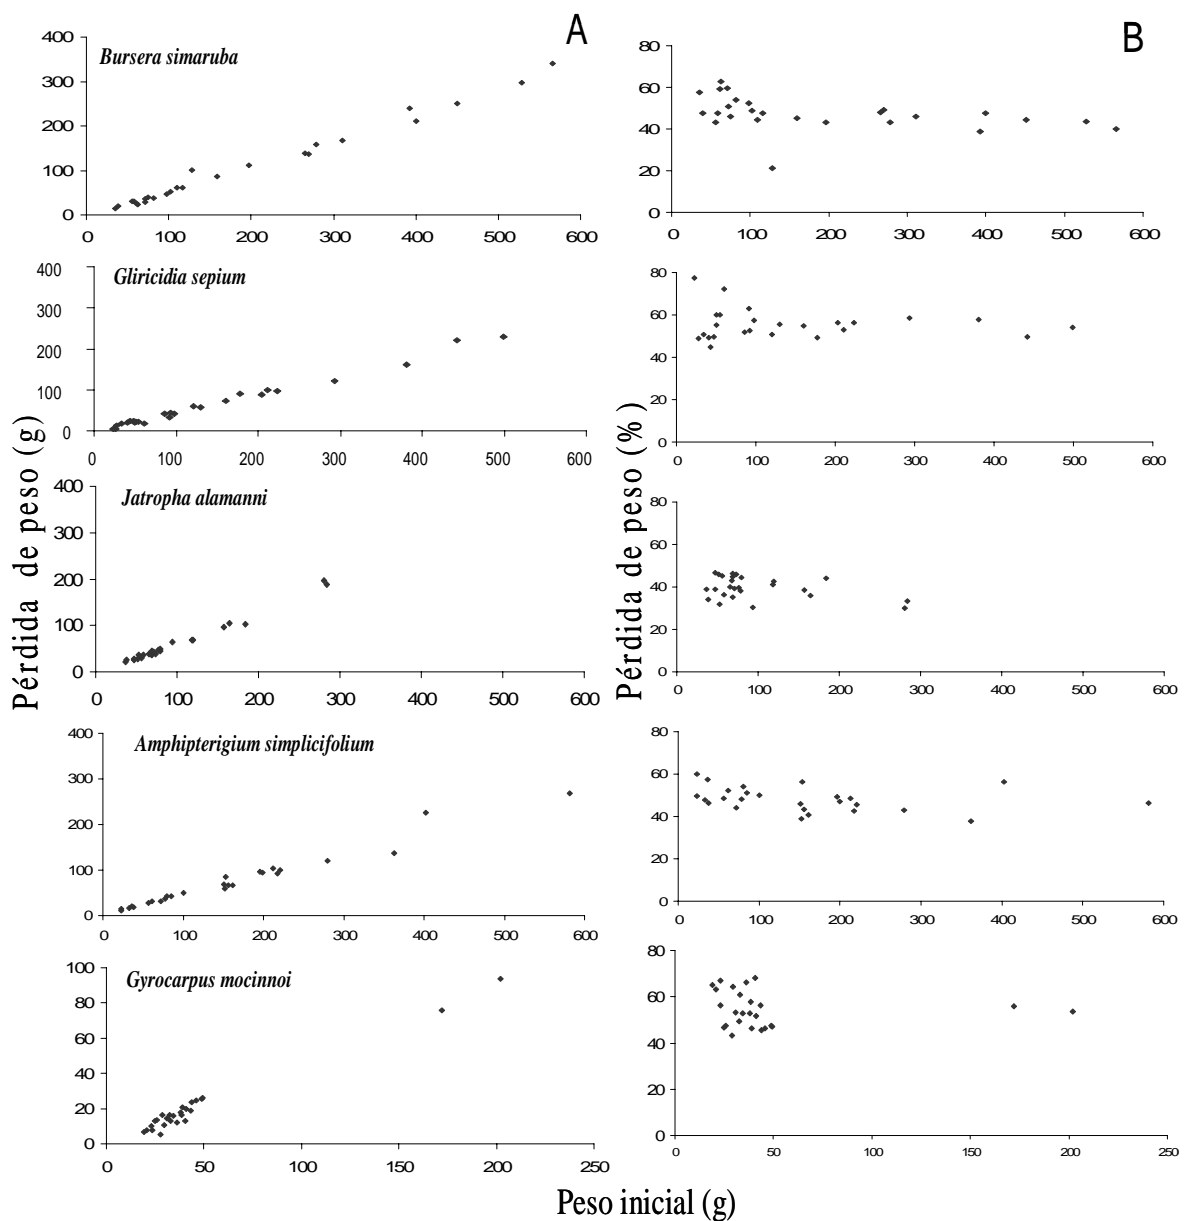 A
B
Bursera simaruba
400
300
200
100
0
0 100 200 300 400 500 600
80
60
40
20
0
0 100 200 300 400 500 600
Gliricidia sepium
400
300
200
100
0
0 100 200 300 400 500 600
80
60
40
20
0
0 100 200 300 400 500 600
Pérdida de peso (g)
Pérdida de peso (%)
Jatropha alamanni
400
300
200
100
0
0 100 200 300 400 500 600
80
60
40
20
0
0 100 200 300 400 500 600
Amphipterigium simplicifolium
400
300
200
100
0
0 100 200 300 400 500 600
80
60
40
20
0
0 100 200 300 400 500 600
Gyrocarpus mocinnoi
100
80
60
40
20
0
0 50 100 150 200 250
80
60
40
20
0
0 50 100 150 200 250
Peso inicial (g)